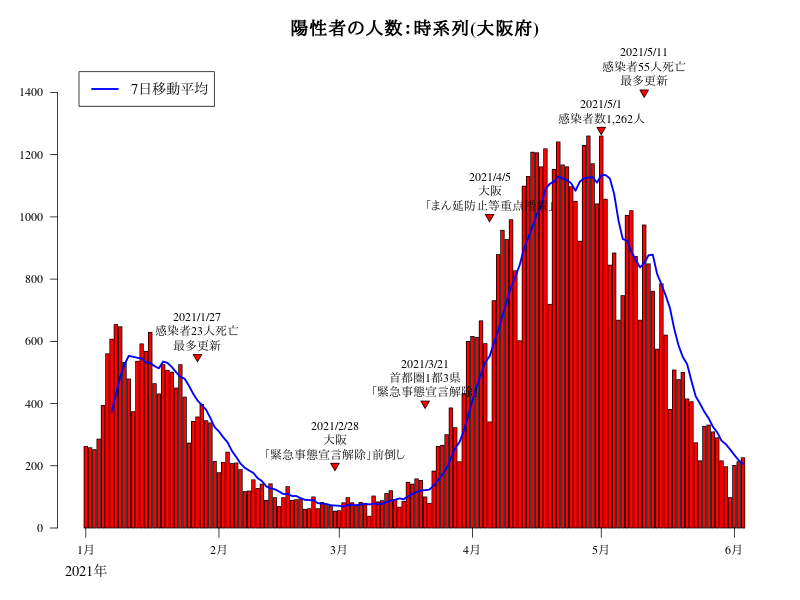 陽性者の人数:時系列(大阪府)
7日移動平均
2021/5/11
感染者55人死亡
最多更新
2021/5/1
感染者数1,262人
2021/4/5
大阪
「まん延防止等重点措置」
2021/1/27
感染者23人死亡
最多更新
2021/3/21
首都圏1都3県
「緊急事態宣言解除」
2021/2/28
大阪
「緊急事態宣言解除」前倒し
1400
1200
1000
800
600
400
200
0
1月
2月
3月
4月
5月
6月
2021年